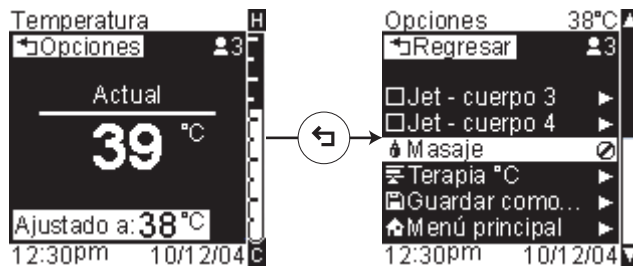 Temperatura H
Opciones 3
Actual
39 °C
Ajustado a: 38 °C
12:30pm 10/12/04 C
Opciones 38°C
Regresar 3
Jet - cuerpo 3
Jet - cuerpo 4
Masaje
Terapia °C
Guardar como...
Menú principal
12:30pm 10/12/04